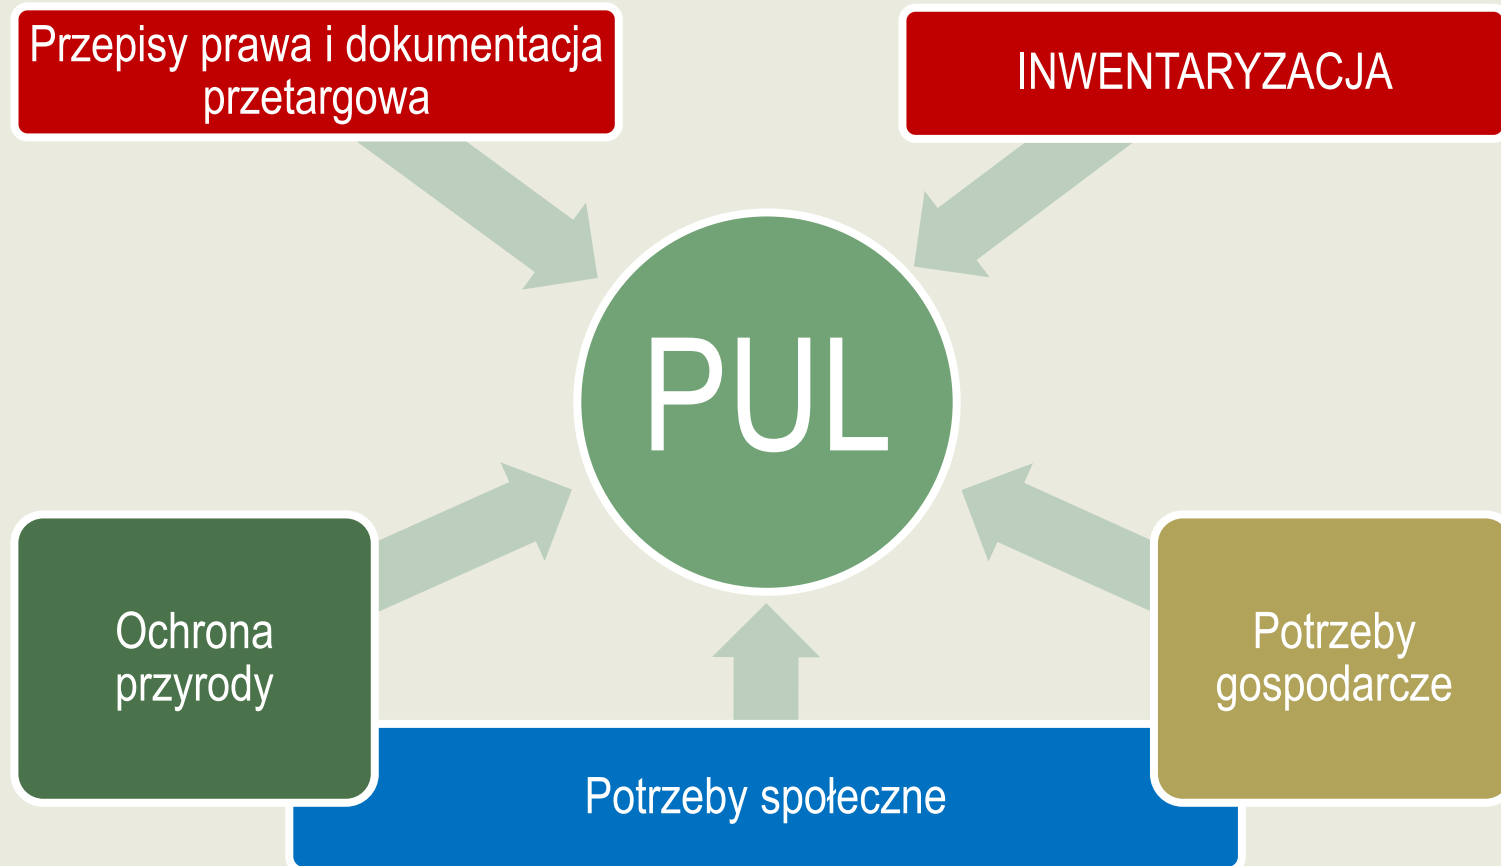 Przepisy prawa i dokumentacja
przetargowa
INWENTARYZACJA
PUL
Ochrona
przyrody
Potrzeby
gospodarcze
Potrzeby społeczne